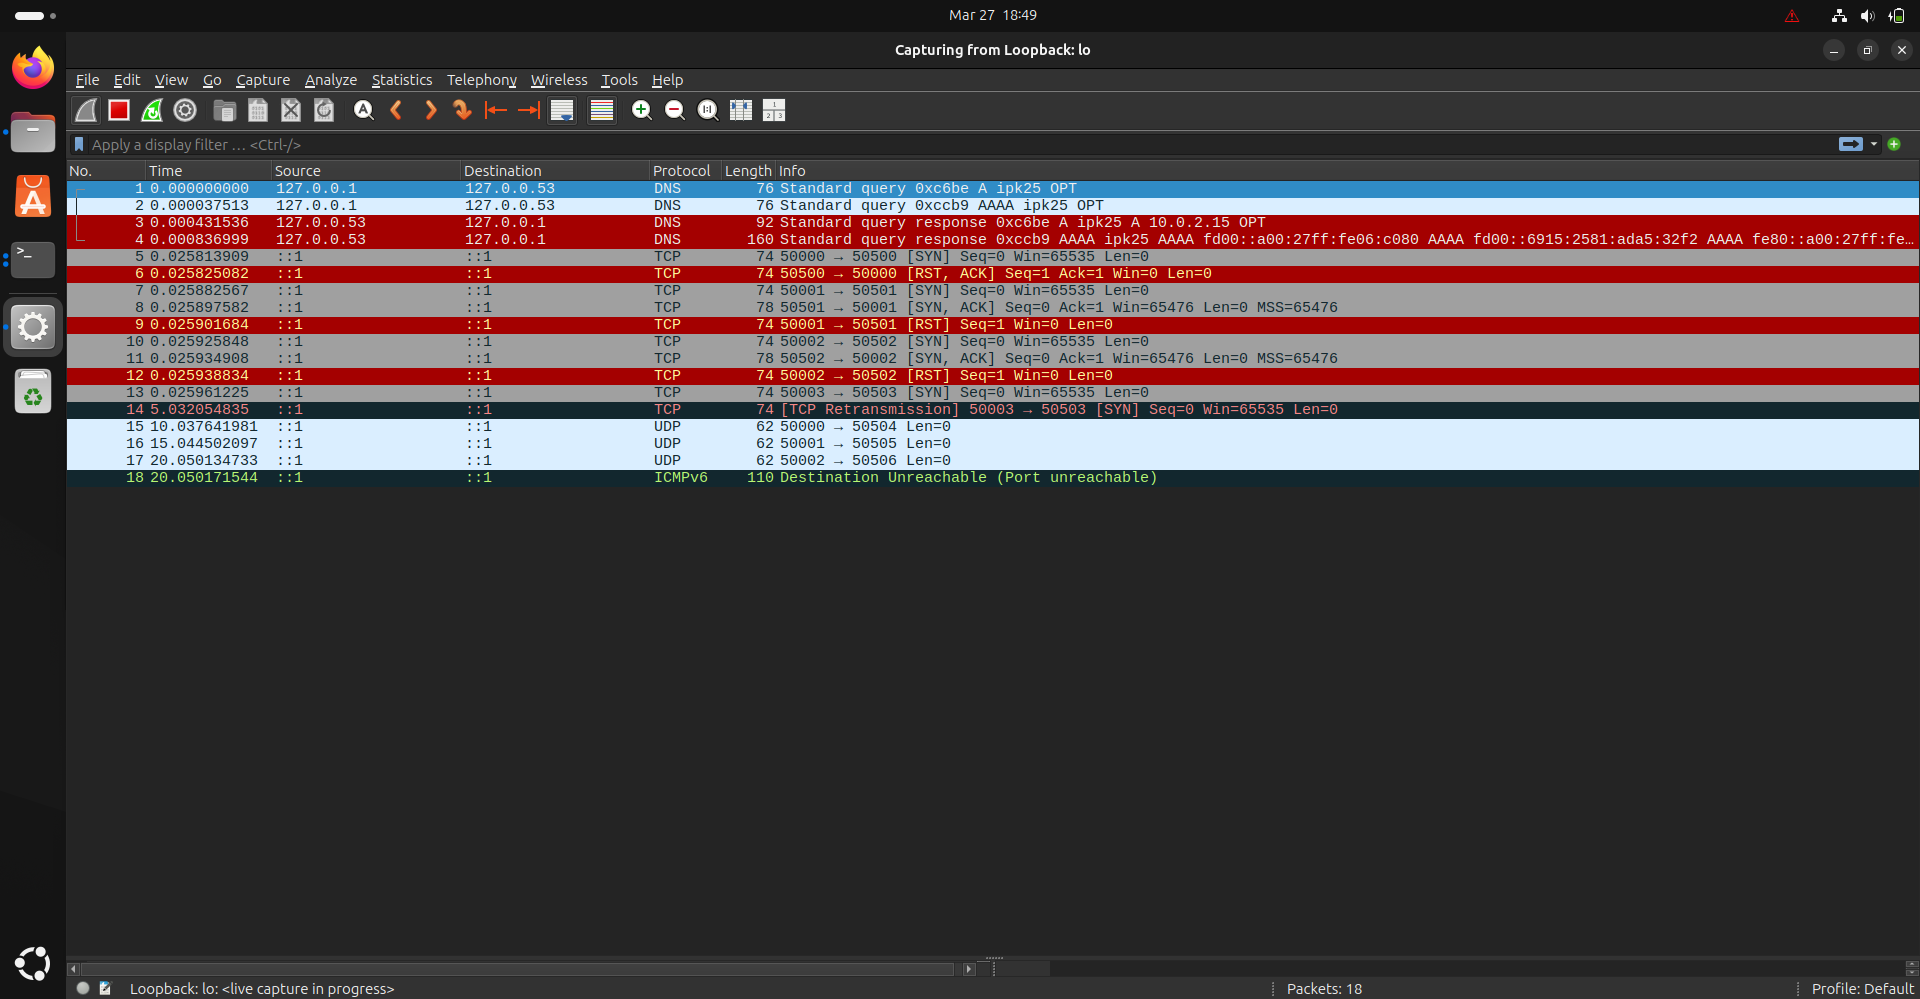 Mar 27 18:49
Capturing from Loopback: lo
File Edit View Go Capture Analyze Statistics Telephony Wireless Tools Help
Apply a display filter … <Ctrl-/>
No. Time Source Destination Protocol Length Info
1 0.000000000 127.0.0.1 127.0.0.53 DNS 76 Standard query 0xc6be A ipk25 OPT
2 0.000037513 127.0.0.1 127.0.0.53 DNS 76 Standard query 0xccb9 AAAA ipk25 OPT
3 0.000431536 127.0.0.53 127.0.0.1 DNS 92 Standard query response 0xc6be A ipk25 A 10.0.2.15 OPT
4 0.000836999 127.0.0.53 127.0.0.1 DNS 160 Standard query response 0xccb9 AAAA ipk25 AAAA fd00::a00:27ff:fe06:c080 AAAA fd00::6915:2581:ada5:32f2 AAAA fe80::a00:27ff:fe…
5 0.025813909 ::1 ::1 TCP 74 50000 → 50500 [SYN] Seq=0 Win=65535 Len=0
6 0.025825082 ::1 ::1 TCP 74 50500 → 50000 [RST, ACK] Seq=1 Ack=1 Win=0 Len=0
7 0.025882567 ::1 ::1 TCP 74 50001 → 50501 [SYN] Seq=0 Win=65535 Len=0
8 0.025897582 ::1 ::1 TCP 78 50501 → 50001 [SYN, ACK] Seq=0 Ack=1 Win=65476 Len=0 MSS=65476
9 0.025901684 ::1 ::1 TCP 74 50001 → 50501 [RST] Seq=1 Win=0 Len=0
10 0.025925848 ::1 ::1 TCP 74 50002 → 50502 [SYN] Seq=0 Win=65535 Len=0
11 0.025934908 ::1 ::1 TCP 78 50502 → 50002 [SYN, ACK] Seq=0 Ack=1 Win=65476 Len=0 MSS=65476
12 0.025938834 ::1 ::1 TCP 74 50002 → 50502 [RST] Seq=1 Win=0 Len=0
13 0.025961225 ::1 ::1 TCP 74 50003 → 50503 [SYN] Seq=0 Win=65535 Len=0
14 5.032054835 ::1 ::1 TCP 74 [TCP Retransmission] 50003 → 50503 [SYN] Seq=0 Win=65535 Len=0
15 10.037641981 ::1 ::1 UDP 62 50000 → 50504 Len=0
16 15.044502097 ::1 ::1 UDP 62 50001 → 50505 Len=0
17 20.050134733 ::1 ::1 UDP 62 50002 → 50506 Len=0
18 20.050171544 ::1 ::1 ICMPv6 110 Destination Unreachable (Port unreachable)
Loopback: lo: <live capture in progress> Packets: 18 Profile: Default